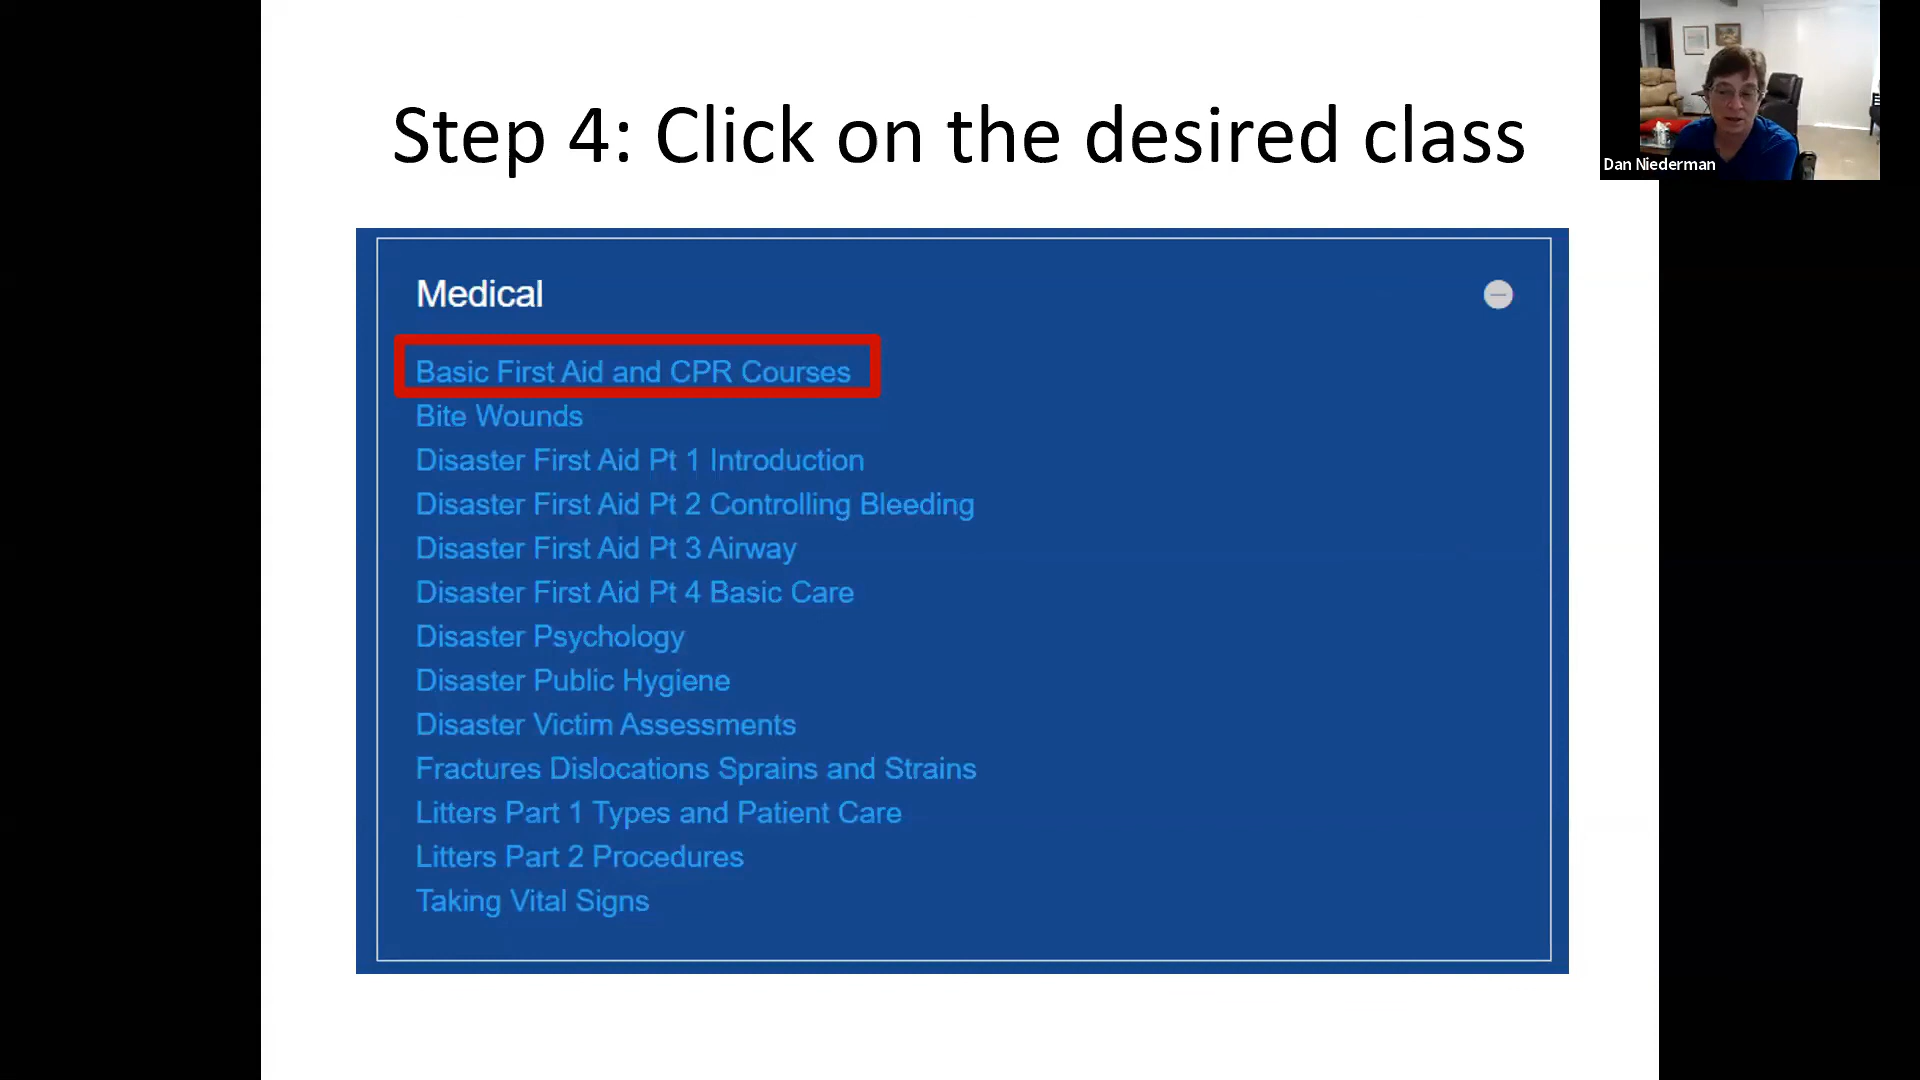 Step 4: Click on the desired class
Dan Niederman
Medical
Basic First Aid and CPR Courses
Bite Wounds
Disaster First Aid Pt 1 Introduction
Disaster First Aid Pt 2 Controlling Bleeding
Disaster First Aid Pt 3 Airway
Disaster First Aid Pt 4 Basic Care
Disaster Psychology
Disaster Public Hygiene
Disaster Victim Assessments
Fractures Dislocations Sprains and Strains
Litters Part 1 Types and Patient Care
Litters Part 2 Procedures
Taking Vital Signs